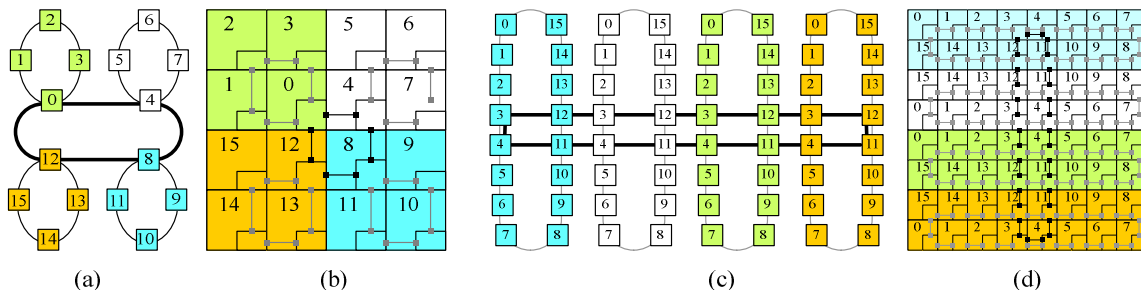 2 6
1 3 5 7
0 4
12 8
15 13 11 9
14 10
(a)
2 3 5 6
1 0 4 7
15 12 8 9
14 13 11 10
(b)
0 15 0 15 0 15 0 15
1 14 1 14 1 14 1 14
2 13 2 13 2 13 2 13
3 12 3 12 3 12 3 12
4 11 4 11 4 11 4 11
5 10 5 10 5 10 5 10
6 9 6 9 6 9 6 9
7 8 7 8 7 8 7 8
(c)
0 1 2 3 4 5 6 7
15 14 13 12 11 10 9 8
15 14 13 12 11 10 9 8
0 1 2 3 4 5 6 7
0 1 2 3 4 5 6 7
15 14 13 12 11 10 9 8
15 14 13 12 11 10 9 8
0 1 2 3 4 5 6 7
(d)